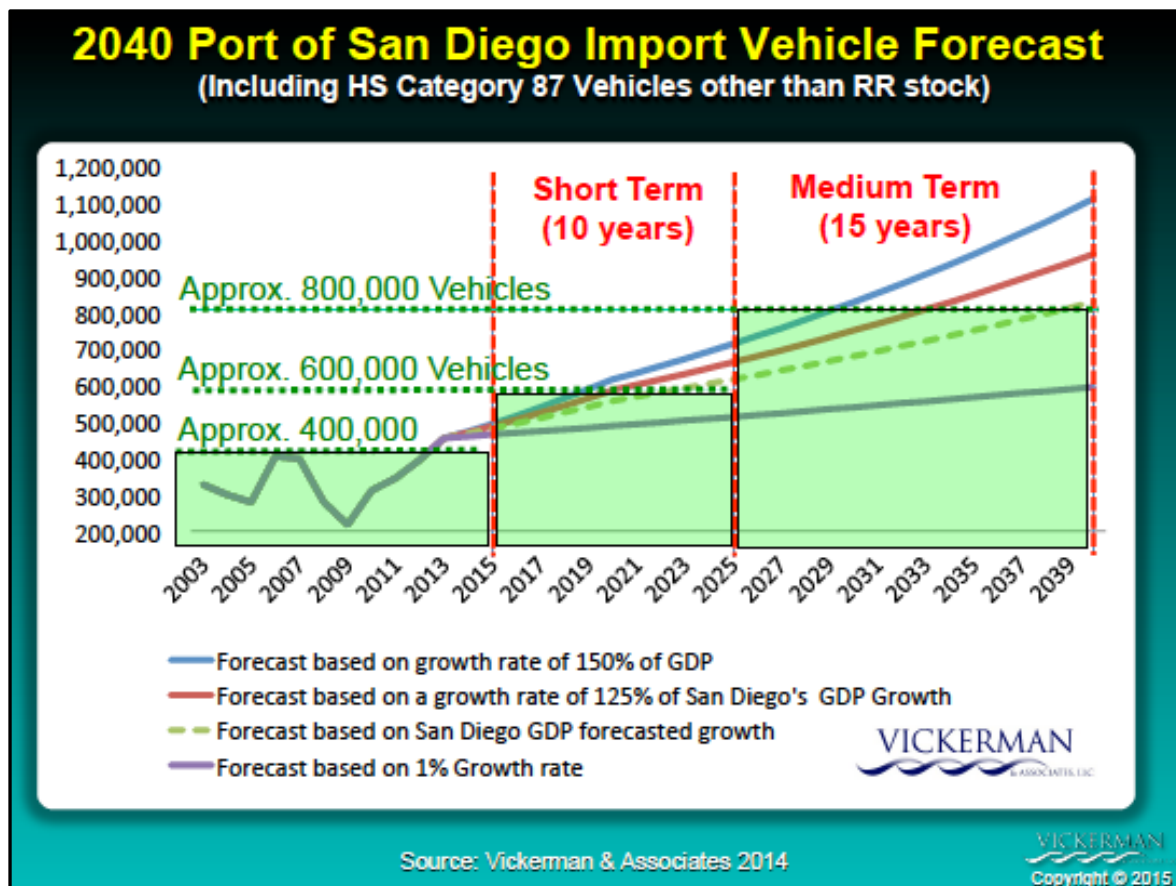 2040 Port of San Diego Import Vehicle Forecast
(Including HS Category 87 Vehicles other than RR stock)
1,200,000
1,100,000
1,000,000
900,000
800,000
700,000
600,000
500,000
400,000
300,000
200,000
Short Term
(10 years)
Medium Term
(15 years)
Approx. 800,000 Vehicles
Approx. 600,000 Vehicles
Approx. 400,000
2003
2005
2007
2009
2011
2013
2015
2017
2019
2021
2023
2025
2027
2029
2031
2033
2035
2037
2039
Forecast based on growth rate of 150% of GDP
Forecast based on a growth rate of 125% of San Diego's GDP Growth
Forecast based on San Diego GDP forecasted growth
Forecast based on 1% Growth rate
VICKERMAN
& ASSOCIATES, LLC
Source: Vickerman & Associates 2014
VICKERMAN
Copyright © 2015